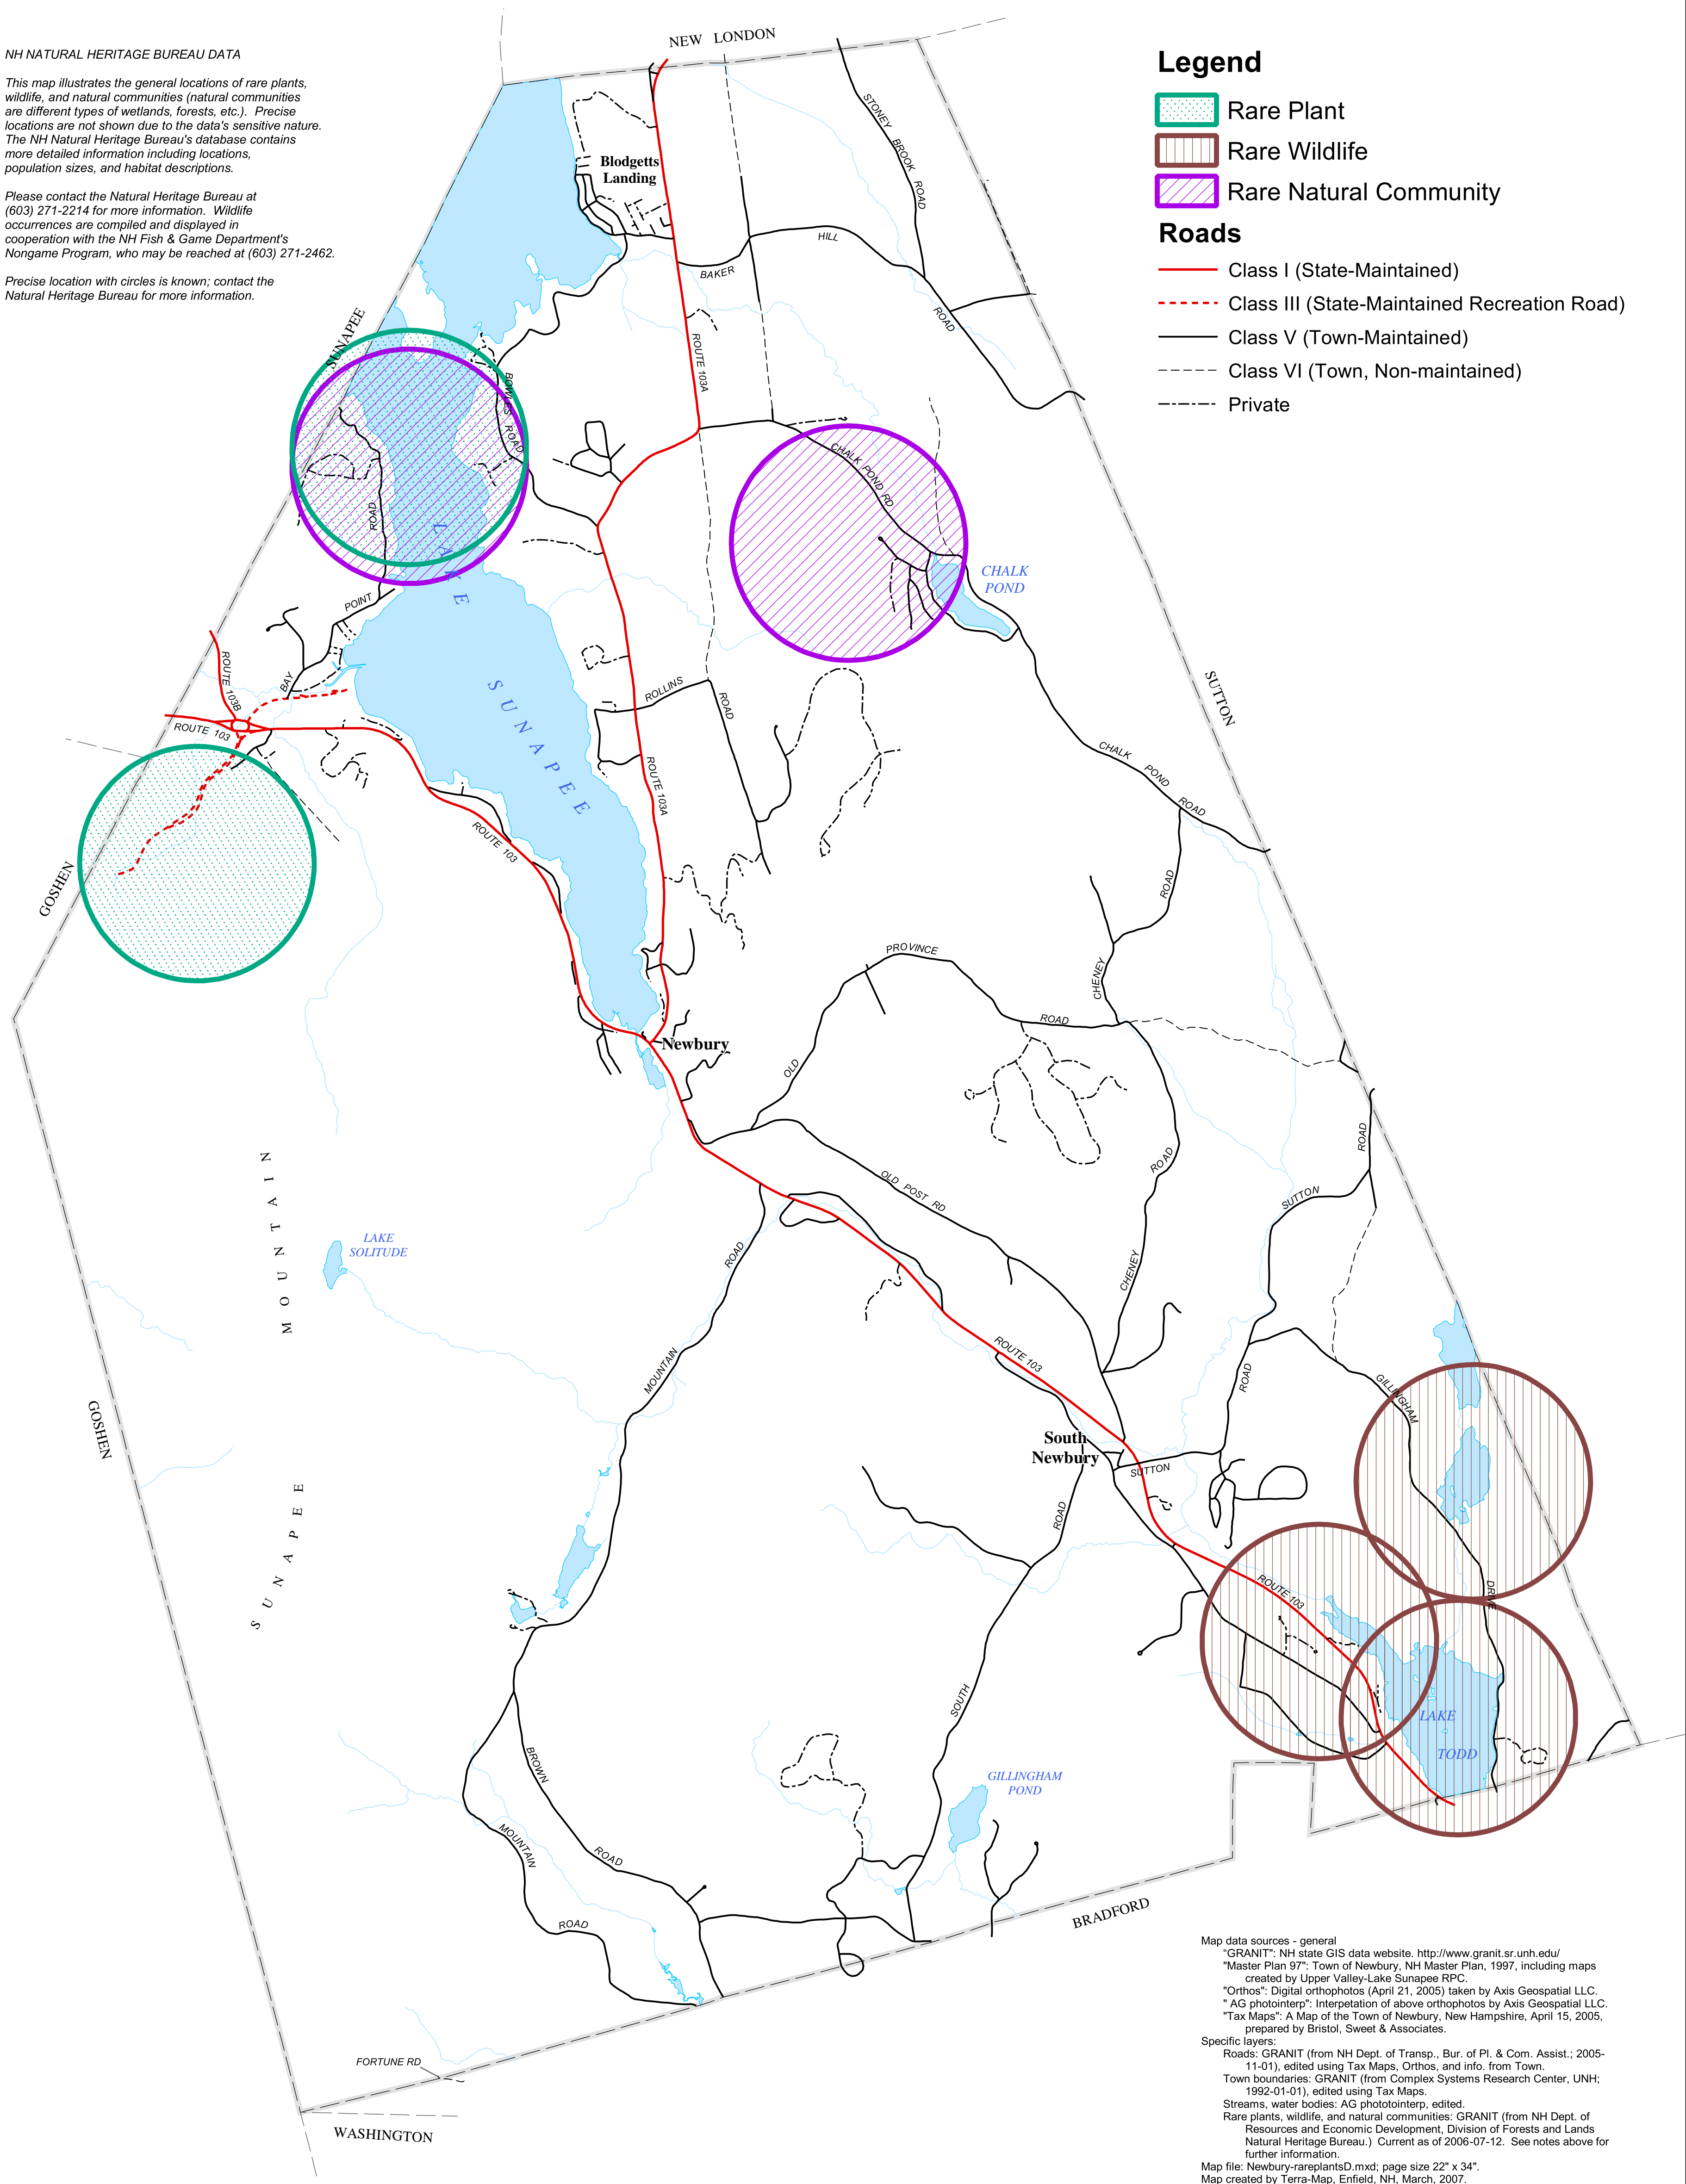 NH NATURAL HERITAGE BUREAU DATA
This map illustrates the general locations of rare plants,
wildlife, and natural communities (natural communities
are different types of wetlands, forests, etc.). Precise
locations are not shown due to the data's sensitive nature.
The NH Natural Heritage Bureau's database contains
more detailed information including locations,
population sizes, and habitat descriptions.
Please contact the Natural Heritage Bureau at
(603) 271-2214 for more information. Wildlife
occurrences are compiled and displayed in
cooperation with the NH Fish & Game Department's
Nongame Program, who may be reached at (603) 271-2462.
Precise location with circles is known; contact the
Natural Heritage Bureau for more information.
Legend
Rare Plant
Rare Wildlife
Rare Natural Community
Roads
Class I (State-Maintained)
Class III (State-Maintained Recreation Road)
Class V (Town-Maintained)
Class VI (Town, Non-maintained)
Private
NEW LONDON
STONEY BROOK ROAD
Blodgetts
Landing
BAKER
HILL
ROAD
SUNAPEE
ROUTE 103A
BOWLES ROAD
CHALK POND RD
ROAD
LAKE
CHALK
POND
POINT
BAY
ROUTE 103B
ROUTE 103
SUNAPEE
ROLLINS
ROAD
SUTTON
CHALK POND ROAD
ROUTE 103A
ROUTE 103
GOSHEN
ROAD
CHENEY
PROVINCE
ROAD
OLD
Newbury
ROAD
SUTTON
ROAD
CHENEY
OLD POST RD
MOUNTAIN
LAKE
SOLITUDE
ROAD
MOUNTAIN
ROUTE 103
GILLINGHAM
ROAD
GOSHEN
South
Newbury
SUTTON
ROAD
SUNAPEE
ROUTE 103
DRIVE
SOUTH
LAKE
TODD
BROWN
ROAD
GILLINGHAM
POND
MOUNTAIN
ROAD
BRADFORD
FORTUNE RD
WASHINGTON
Map data sources - general
"GRANIT": NH state GIS data website. http://www.granit.sr.unh.edu/
"Master Plan 97": Town of Newbury, NH Master Plan, 1997, including maps
created by Upper Valley-Lake Sunapee RPC.
"Orthos": Digital orthophotos (April 21, 2005) taken by Axis Geospatial LLC.
" AG photointerp": Interpetation of above orthophotos by Axis Geospatial LLC.
"Tax Maps": A Map of the Town of Newbury, New Hampshire, April 15, 2005,
prepared by Bristol, Sweet & Associates.
Specific layers:
Roads: GRANIT (from NH Dept. of Transp., Bur. of Pl. & Com. Assist.; 2005-
11-01), edited using Tax Maps, Orthos, and info. from Town.
Town boundaries: GRANIT (from Complex Systems Research Center, UNH;
1992-01-01), edited using Tax Maps.
Streams, water bodies: AG phototointerp, edited.
Rare plants, wildlife, and natural communities: GRANIT (from NH Dept. of
Resources and Economic Development, Division of Forests and Lands
Natural Heritage Bureau.) Current as of 2006-07-12. See notes above for
further information.
Map file: Newbury-rareplantsD.mxd; page size 22" x 34".
Map created by Terra-Map, Enfield, NH, March, 2007.